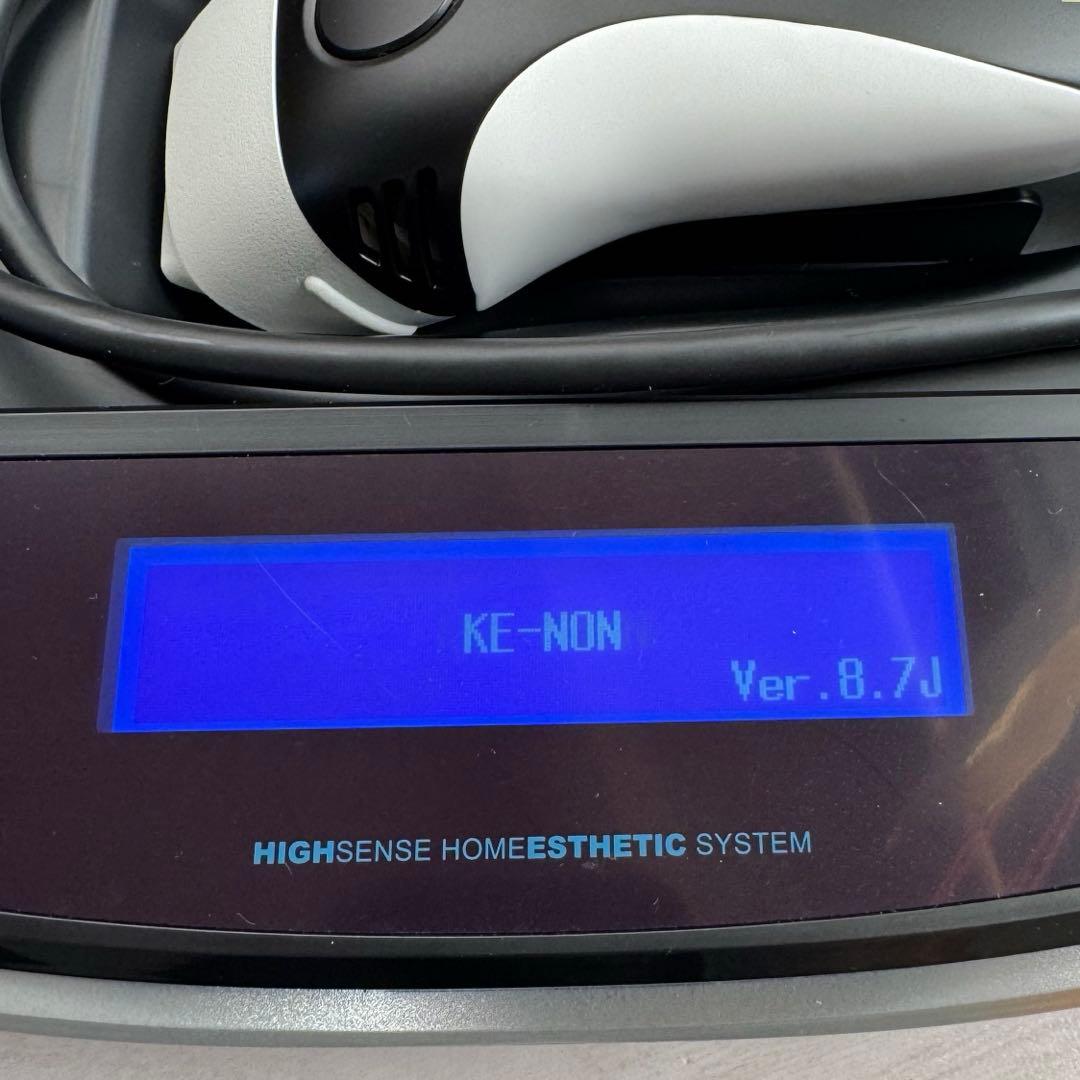 KE-NON
Ver.8.7J
HIGHSENSE HOMEESTHETIC SYSTEM